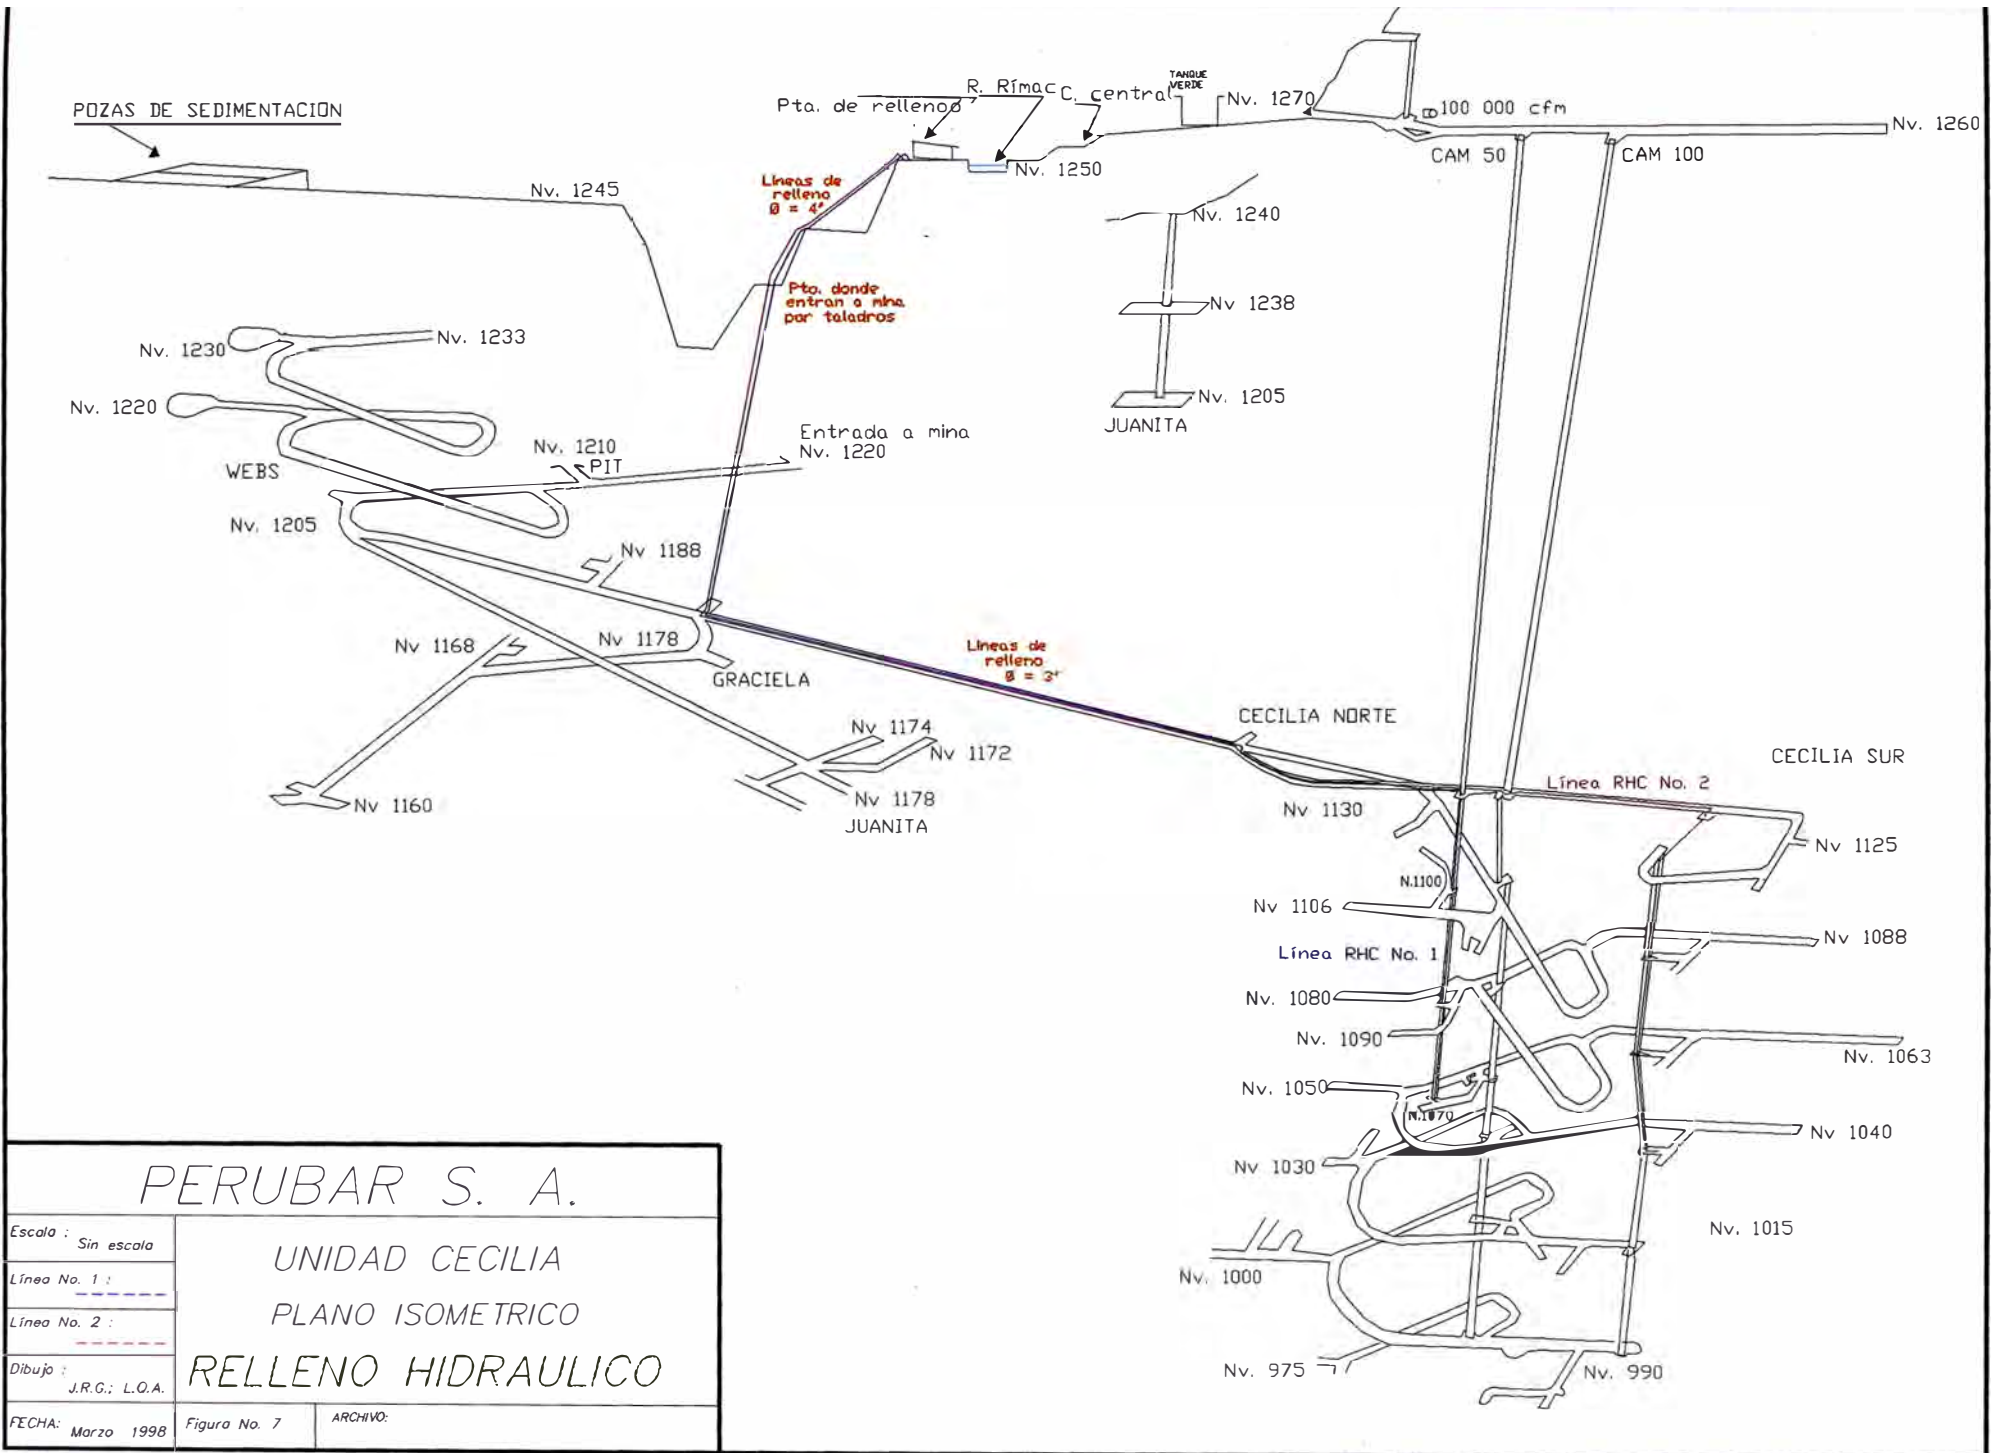 POZAS DE SEDIMENTACION
Pta. de rellenoo
R. Rímac
C. central
TANQUE
VERDE
Nv. 1270
100 000 cfm
Nv. 1260
CAM 50
CAM 100
Nv. 1245
Nv. 1250
Líneas de
relleno
Ø = 4"
Nv. 1240
Pto. donde
entran a mina
por taladros
Nv 1238
Nv. 1205
JUANITA
Nv. 1230
Nv. 1233
Nv. 1220
Nv. 1210
PIT
Entrada a mina
Nv. 1220
WEBS
Nv. 1205
Nv 1188
Nv 1168
Nv 1178
GRACIELA
Líneas de
relleno
Ø = 3"
Nv 1174
Nv 1172
Nv 1160
Nv 1178
JUANITA
CECILIA NORTE
CECILIA SUR
Línea RHC No. 2
Nv 1130
Nv 1125
N.1100
Nv 1106
Nv 1088
Línea RHC No. 1
Nv. 1080
Nv. 1090
Nv. 1063
Nv. 1050
N.1070
Nv 1040
Nv 1030
Nv. 1015
Nv. 1000
Nv. 975
Nv. 990
PERUBAR S. A.
Escala : Sin escala
Línea No. 1 :
Línea No. 2 :
Dibujo : J.R.G.; L.O.A.
FECHA: Marzo 1998
UNIDAD CECILIA
PLANO ISOMETRICO
RELLENO HIDRAULICO
Figura No. 7
ARCHIVO: